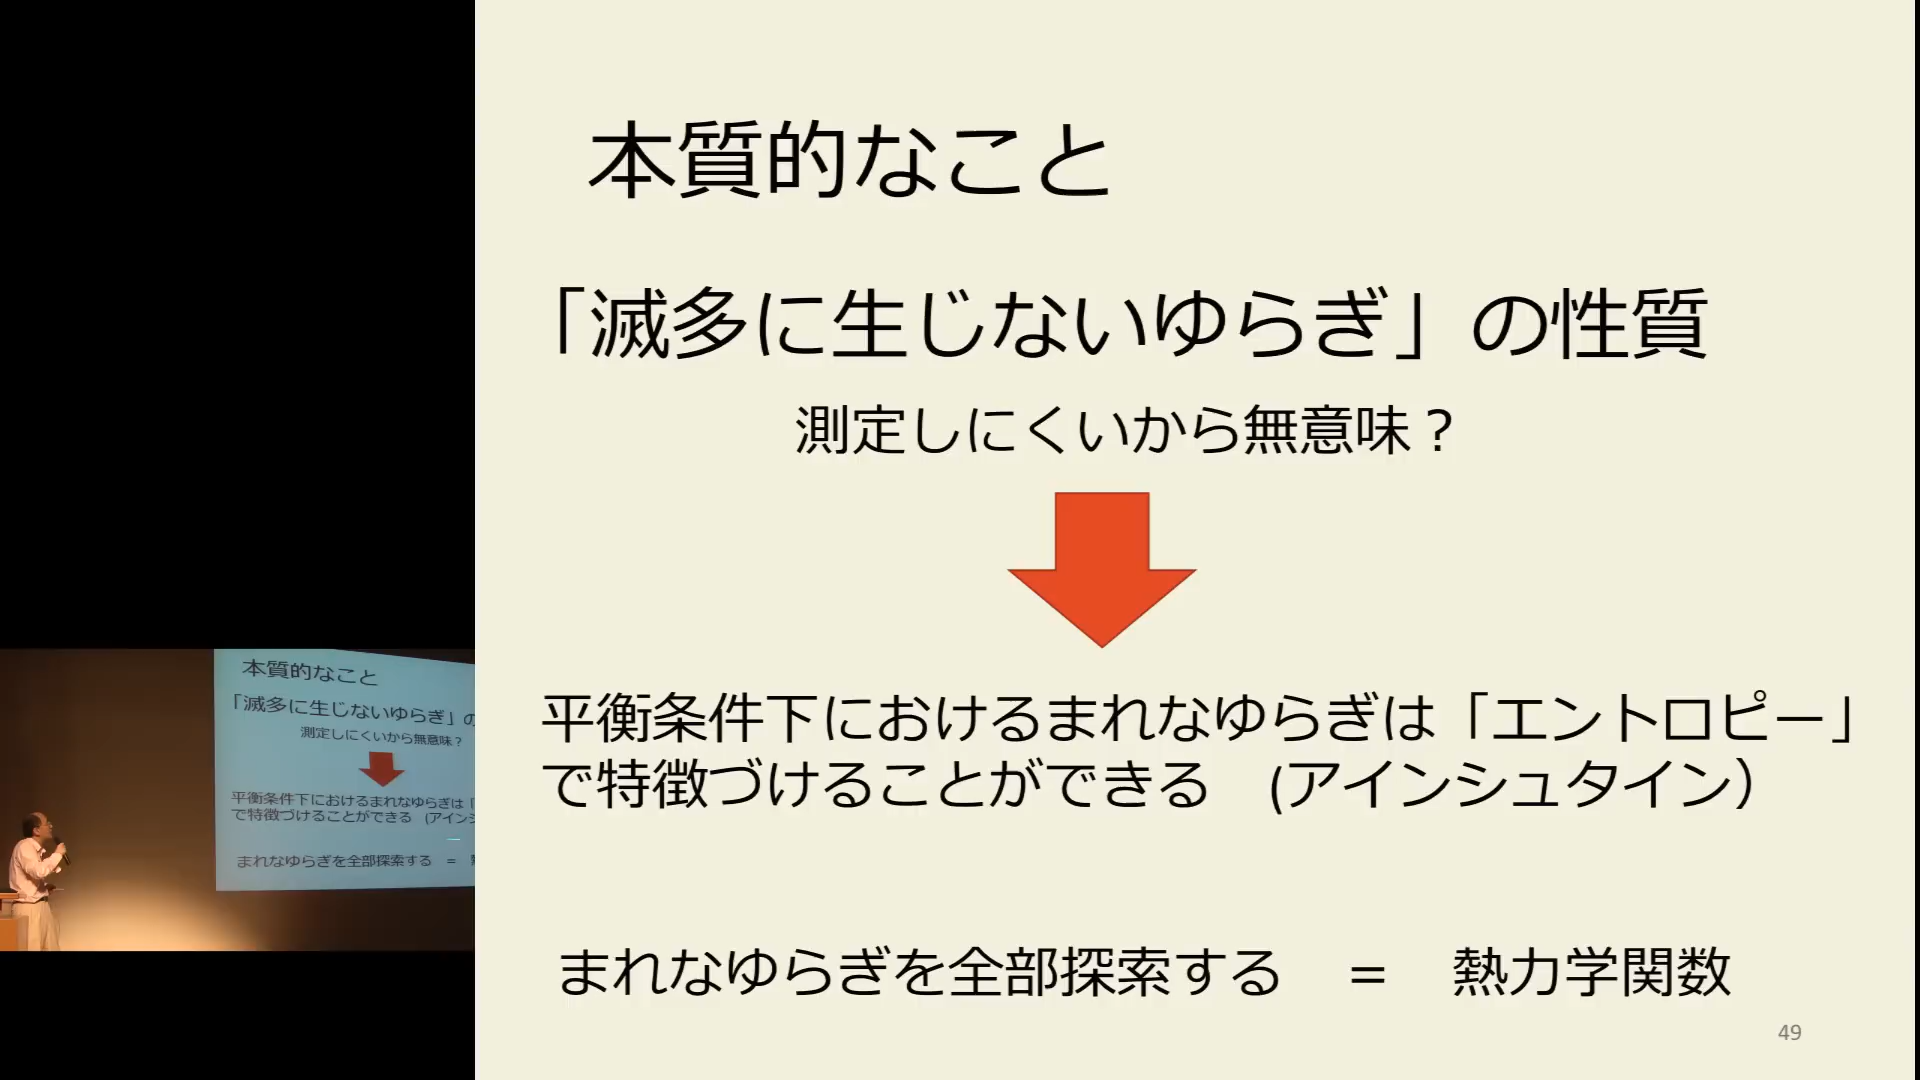 本質的なこと
「滅多に生じないゆらぎ」の性質
測定しにくいから無意味？
平衡条件下におけるまれなゆらぎは「エントロピー」
で特徴づけることができる　(アインシュタイン）
まれなゆらぎを全部探索する　=　熱力学関数
49
本質的なこと
「滅多に生じないゆらぎ」の
測定しにくいから無意味？
平衡条件下におけるまれなゆらぎは「
で特徴づけることができる　(アインシ
まれなゆらぎを全部探索する　=